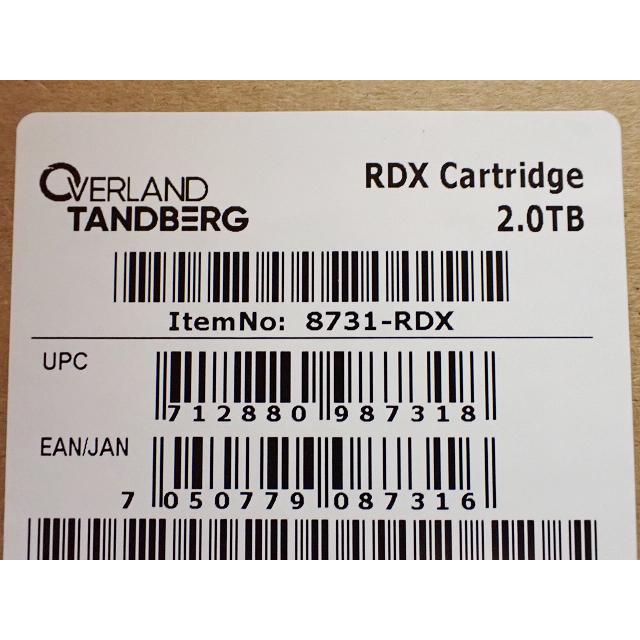 OVERLAND
TANDBERG
RDX Cartridge
2.0TB
ItemNo: 8731-RDX
UPC
712880 987318
EAN/JAN
7 050779 087316